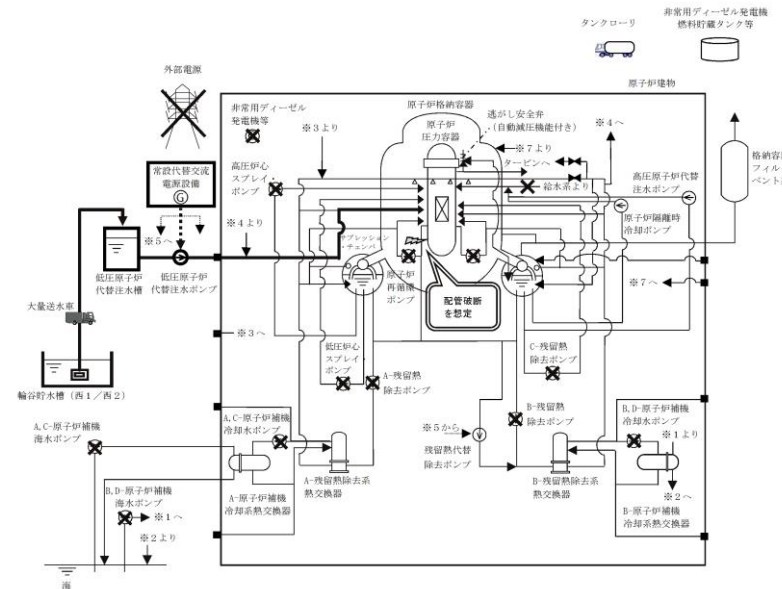 タンクローリ
非常用ディーゼル発電機
燃料貯蔵タンク等
外部電源
原子炉建物
非常用ディーゼル
発電機等
※3より
原子炉格納容器
原子炉
圧力容器
逃がし安全弁
(自動減圧機能付き)
※7より
タービンへ
※4へ
常設代替交流
電源設備
G
高圧炉心
スプレイ
ポンプ
給水系より
高圧原子炉代替
注水ポンプ
格納容器
フィル
ベント
※4より
※5へ
原子炉隔離時
冷却ポンプ
サプレッション
・チェンバ
低圧原子炉
代替注水槽
低圧原子炉
代替注水ポンプ
原子炉
再循環
ポンプ
配管破断
を想定
※7へ
大量送水車
※3へ
低圧炉心
スプレイ
ポンプ
A-残留熱
除去ポンプ
C-残留熱
除去ポンプ
輪谷貯水槽(西1/西2)
A,C-原子炉補機
海水ポンプ
A,C-原子炉補機
冷却水ポンプ
※5から
残留熱代替
除去ポンプ
B-残留熱
除去ポンプ
B,D-原子炉補機
冷却水ポンプ
※1より
B,D-原子炉補機
海水ポンプ
※1へ
※2より
A-原子炉補機
冷却系熱交換器
A-残留熱除去系
熱交換器
B-残留熱除去系
熱交換器
※2へ
B-原子炉補機
冷却系熱交換器
海